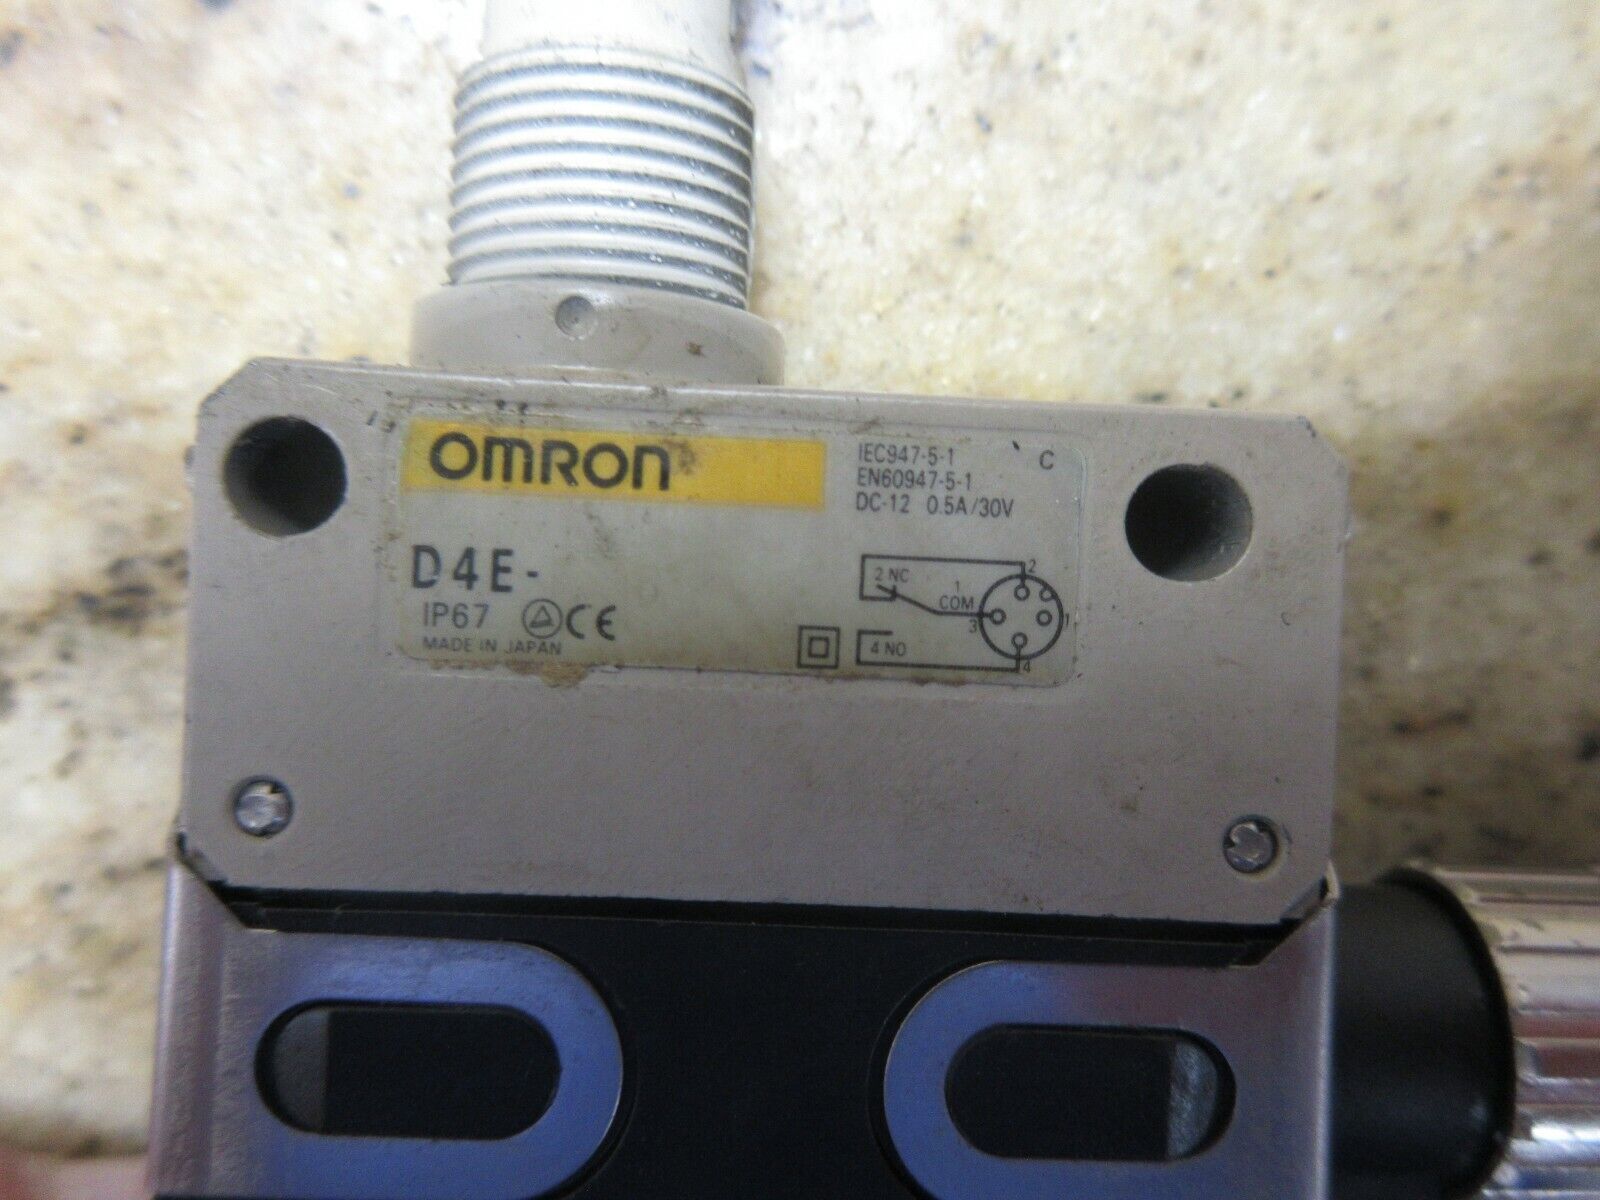 OMRON
IEC947-5-1 C
EN60947-5-1
DC-12 0.5A/30V
D4E-
IP67 CE
MADE IN JAPAN
2
2 NC
1
COM
3
1
4 NO
4